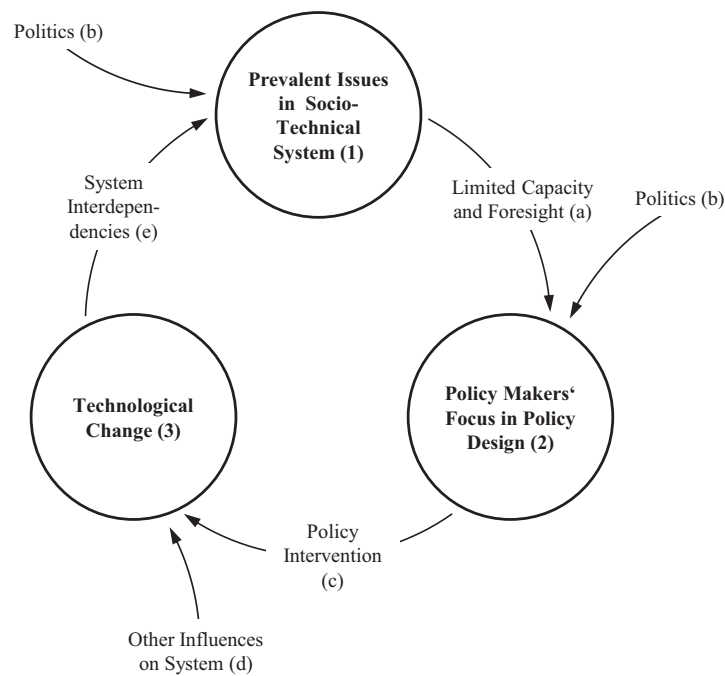 Politics (b)
Prevalent Issues
in Socio-
Technical
System (1)
System
Interdepen-
dencies (e)
Limited Capacity
and Foresight (a)
Politics (b)
Technological
Change (3)
Policy Makers‘
Focus in Policy
Design (2)
Policy
Intervention
(c)
Other Influences
on System (d)